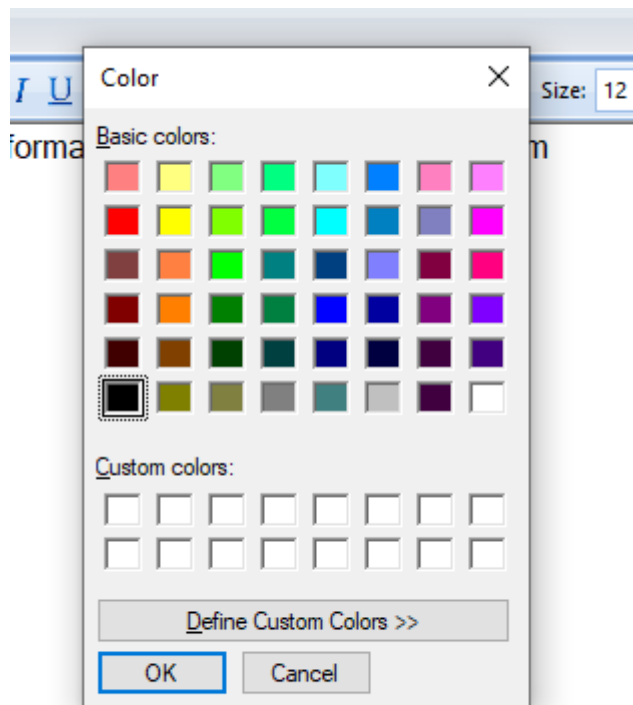 Color
I U Size: 12
forma m
Basic colors:
Custom colors:
Define Custom Colors >>
OK Cancel